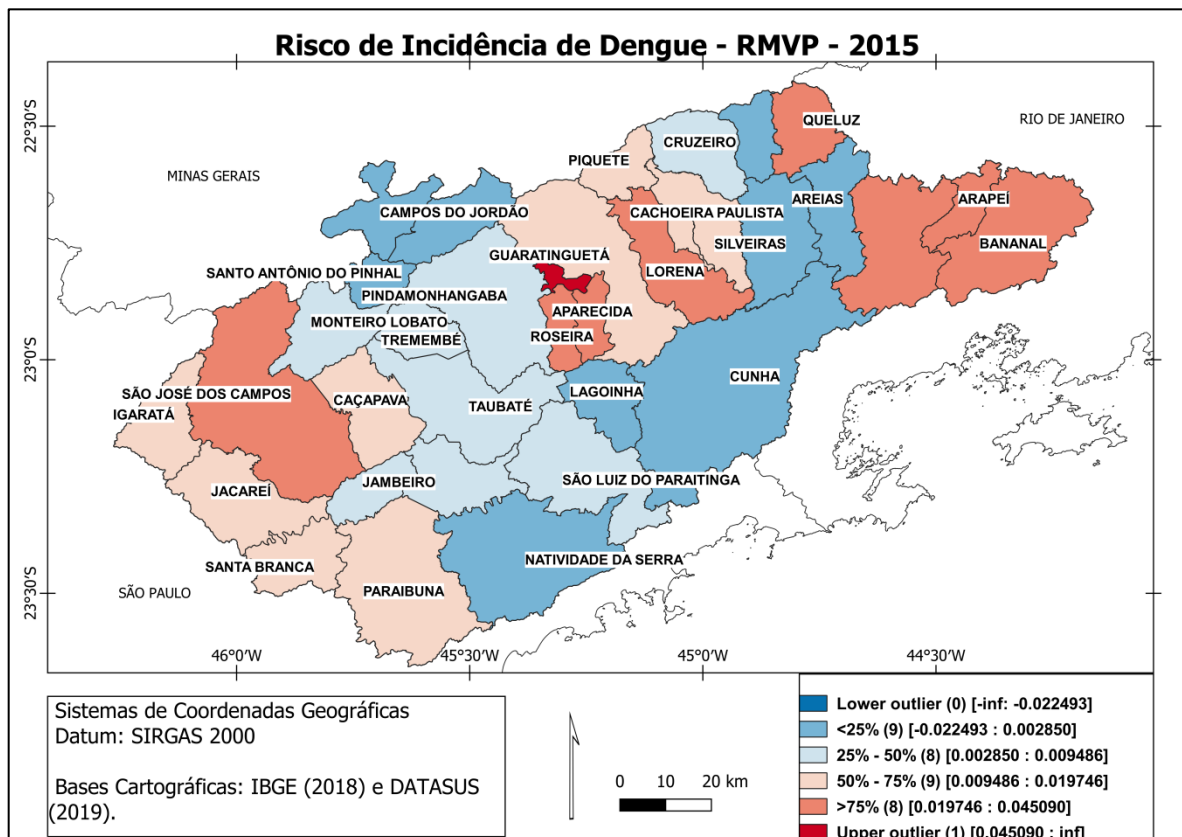 Risco de Incidência de Dengue - RMVP - 2015
22°30'S
23°0'S
23°30'S
MINAS GERAIS
RIO DE JANEIRO
SÃO PAULO
QUELUZ
CRUZEIRO
PIQUETE
CAMPOS DO JORDÃO
CACHOEIRA PAULISTA
AREIAS
ARAPEÍ
SILVEIRAS
BANANAL
GUARATINGUETÁ
SANTO ANTÔNIO DO PINHAL
LORENA
PINDAMONHANGABA
APARECIDA
MONTEIRO LOBATO
TREMEMBÉ
ROSEIRA
CUNHA
SÃO JOSÉ DOS CAMPOS
CAÇAPAVA
LAGOINHA
TAUBATÉ
IGARATÁ
JACAREÍ
JAMBEIRO
SÃO LUIZ DO PARAITINGA
NATIVIDADE DA SERRA
SANTA BRANCA
PARAIBUNA
46°0'W
45°30'W
45°0'W
44°30'W
Sistemas de Coordenadas Geográficas
Datum: SIRGAS 2000
Bases Cartográficas: IBGE (2018) e DATASUS
(2019).
0 10 20 km
Lower outlier (0) [-inf: -0.022493]
<25% (9) [-0.022493 : 0.002850]
25% - 50% (8) [0.002850 : 0.009486]
50% - 75% (9) [0.009486 : 0.019746]
>75% (8) [0.019746 : 0.045090]
Upper outlier (1) [0.045090 : inf]